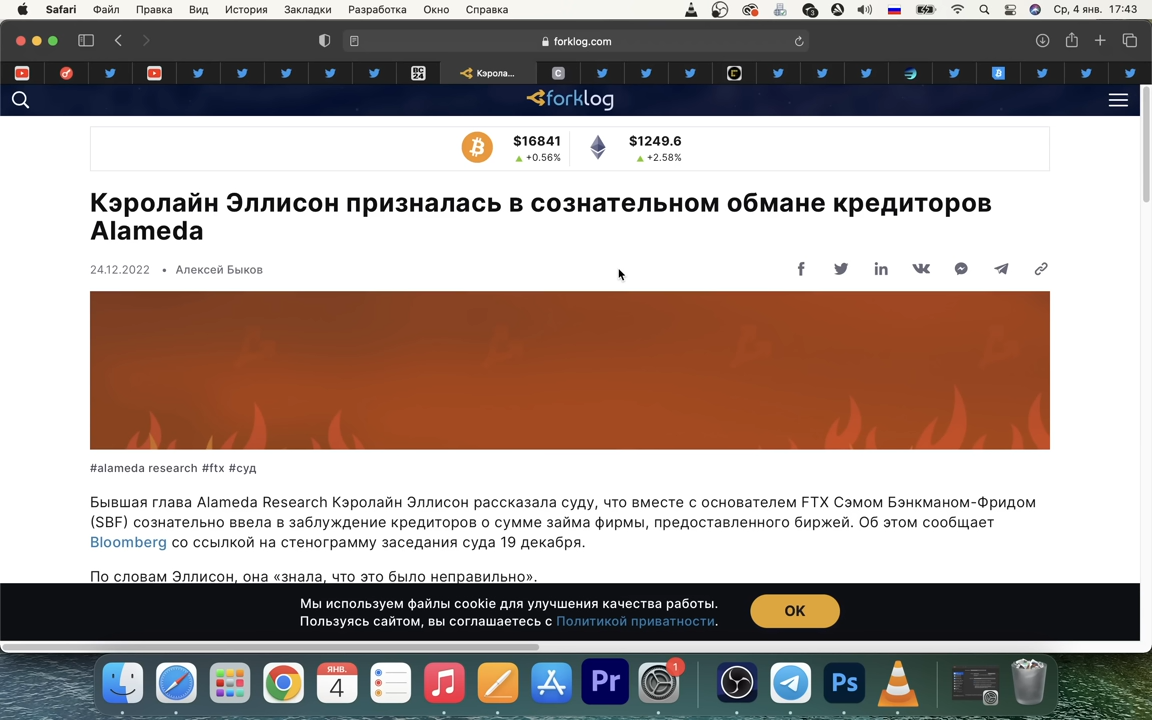 Safari Файл Правка Вид История Закладки Разработка Окно Справка Ср, 4 янв. 17:43
forklog.com
Кэрола...
forklog
$16841 $1249.6
+0.56% +2.58%
Кэролайн Эллисон призналась в сознательном обмане кредиторов
Alameda
24.12.2022 • Алексей Быков
#alameda research #ftx #суд
Бывшая глава Alameda Research Кэролайн Эллисон рассказала суду, что вместе с основателем FTX Сэмом Бэнкманом-Фридом
(SBF) сознательно ввела в заблуждение кредиторов о сумме займа фирмы, предоставленного биржей. Об этом сообщает
Bloomberg со ссылкой на стенограмму заседания суда 19 декабря.
По словам Эллисон, она «знала, что это было неправильно».
Мы используем файлы cookie для улучшения качества работы.
Пользуясь сайтом, вы соглашаетесь с Политикой приватности.
OK
ЯНВ.
4
Pr
1
Ps